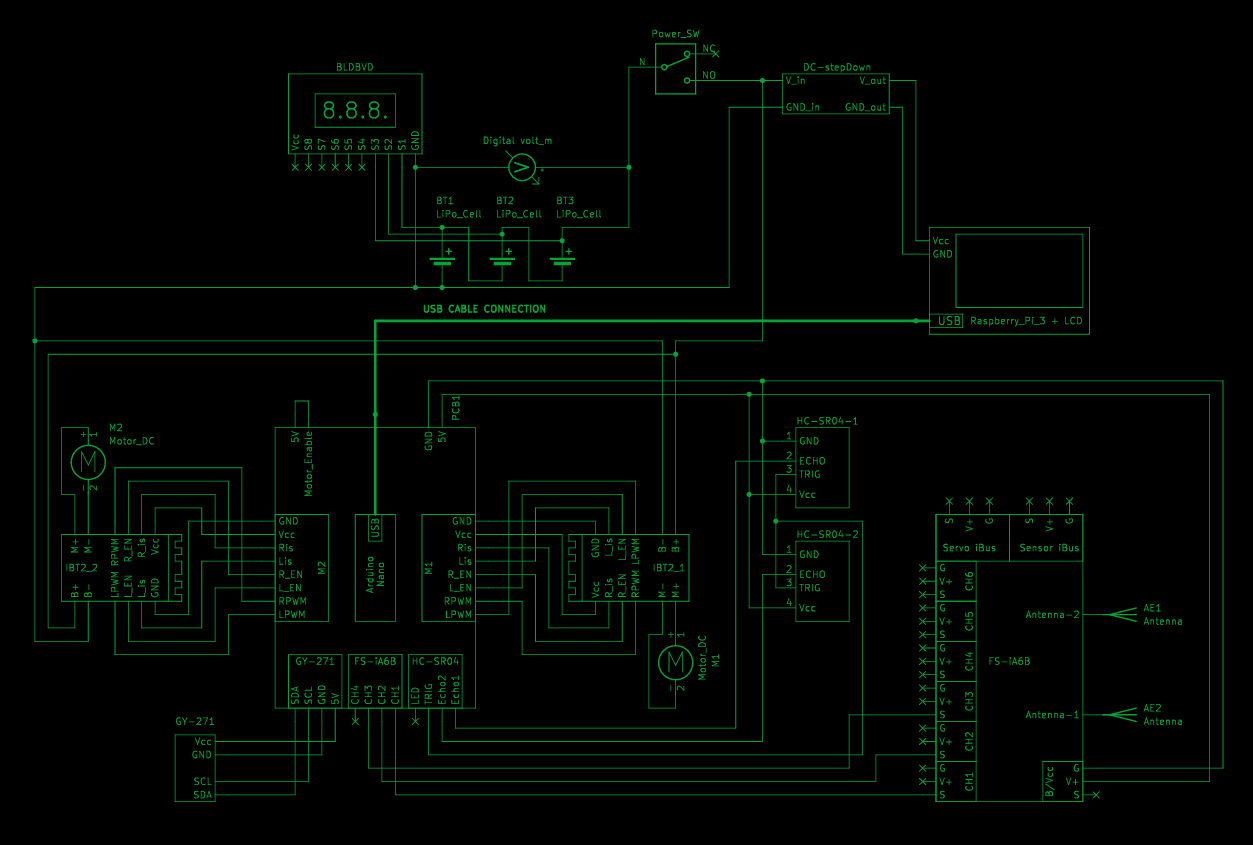 Power_SW
NC
N
NO
BLDBVD
8.8.8.
Vcc S8 S7 S6 S5 S4 S3 S2 S1 GND
DC-stepDown
V_in V_out
GND_in GND_out
Digital volt_m
BT1 BT2 BT3
LiPo_Cell LiPo_Cell LiPo_Cell
+ + +
Vcc
GND
USB Raspberry_Pi_3 + LCD
USB CABLE CONNECTION
M2
Motor_DC
+ 1
M
- 2
5V
Motor_Enable
GND
5V
PCB1
M+ M- LPWM RPWM L_EN R_EN L_is R_is GND Vcc
IBT2_2
B+ B-
GND
Vcc
Ris
Lis
R_EN
L_EN
RPWM
LPWM
M2
USB
Arduino
Nano
GND
Vcc
Ris
Lis
R_EN
L_EN
RPWM
LPWM
M1
Vcc GND R_is L_is R_EN L_EN LPWM RPWM
B- B+
IBT2_1
M- M+
+ 1
M
- 2
Motor_DC
M1
HC-SR04-1
1 GND
2 ECHO
3 TRIG
4 Vcc
HC-SR04-2
1 GND
2 ECHO
3 TRIG
4 Vcc
GY-271
SDA SCL GND 5V
FS-iA6B
CH4 CH3 CH2 CH1
HC-SR04
LED TRIG Echo2 Echo1
GY-271
Vcc
GND
SCL
SDA
S V+ G S V+ G
Servo iBus Sensor iBus
G
V+
S
CH6
G
V+
S
CH5
G
V+
S
CH4
G
V+
S
CH3
G
V+
S
CH2
G
V+
S
CH1
FS-iA6B
Antenna-2
AE1
Antenna
Antenna-1
AE2
Antenna
B/Vcc
G
V+
S